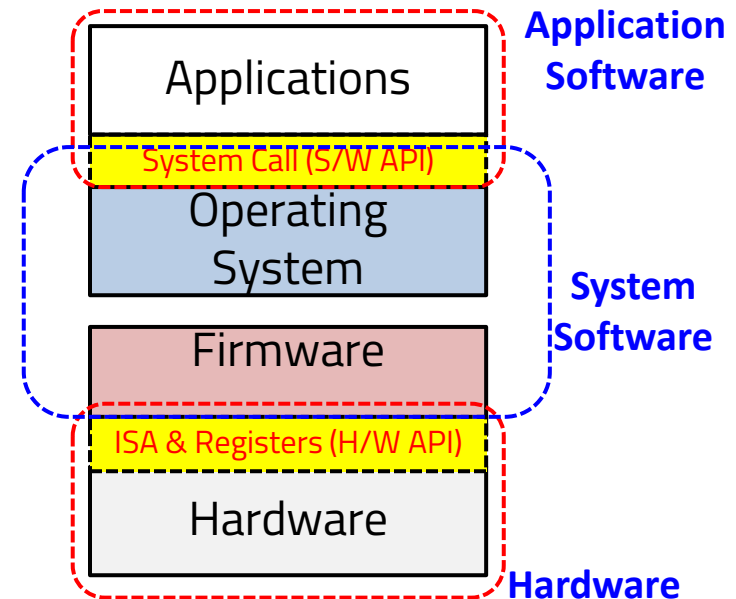 Application
Software
Applications
System Call (S/W API)
Operating
System
System
Software
Firmware
ISA & Registers (H/W API)
Hardware
Hardware